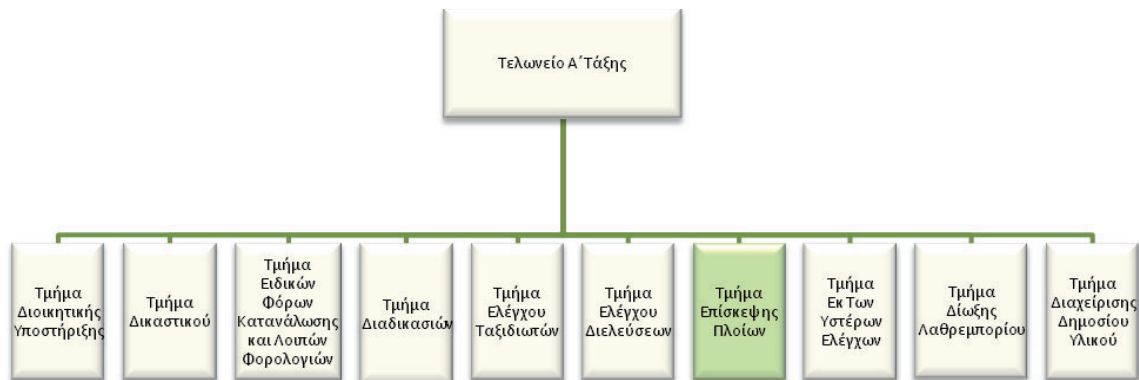 Τελωνείο Α΄Τάξης
Τμήμα
Διοικητικής
Υποστήριξης
Τμήμα
Δικαστικού
Τμήμα
Ειδικών
Φόρων
Κατανάλωσης
και Λοιπών
Φορολογιών
Τμήμα
Διαδικασιών
Τμήμα
Ελέγχου
Ταξιδιωτών
Τμήμα
Ελέγχου
Διελεύσεων
Τμήμα
Επίσκεψης
Πλοίων
Τμήμα
Εκ Των
Υστέρων
Ελέγχων
Τμήμα
Δίωξης
Λαθρεμπορίου
Τμήμα
Διαχείρισης
Δημοσίου
Υλικού